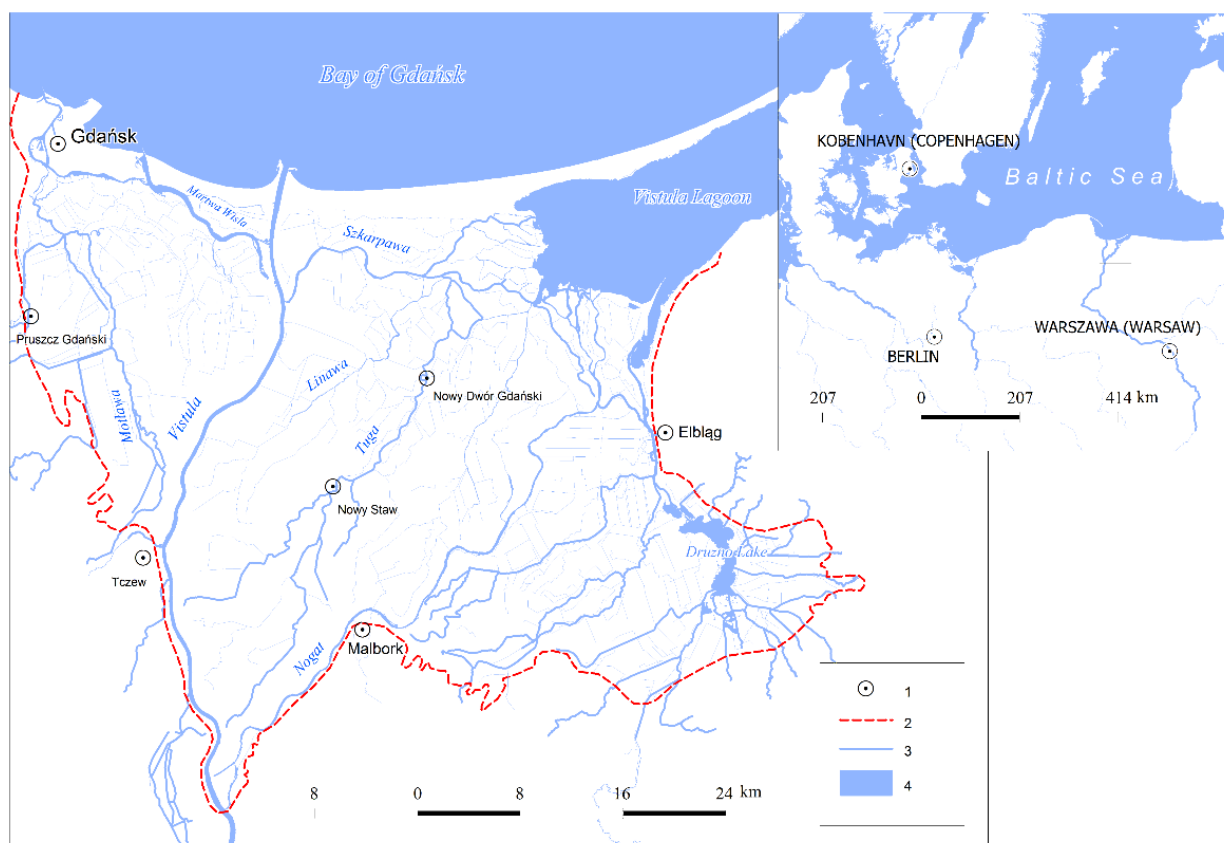 Bay of Gdańsk
Gdańsk
KOBENHAVN (COPENHAGEN)
Baltic Sea
Vistula Lagoon
Martwa Wisła
Szkarpawa
Pruszcz Gdański
WARSZAWA (WARSAW)
BERLIN
Linawa
Nowy Dwór Gdański
207
0
207
414 km
Motława
Vistula
Tuga
Elbląg
Nowy Staw
Druzno Lake
Tczew
Nogat
Malbork
1
2
3
4
8
0
8
16
24 km